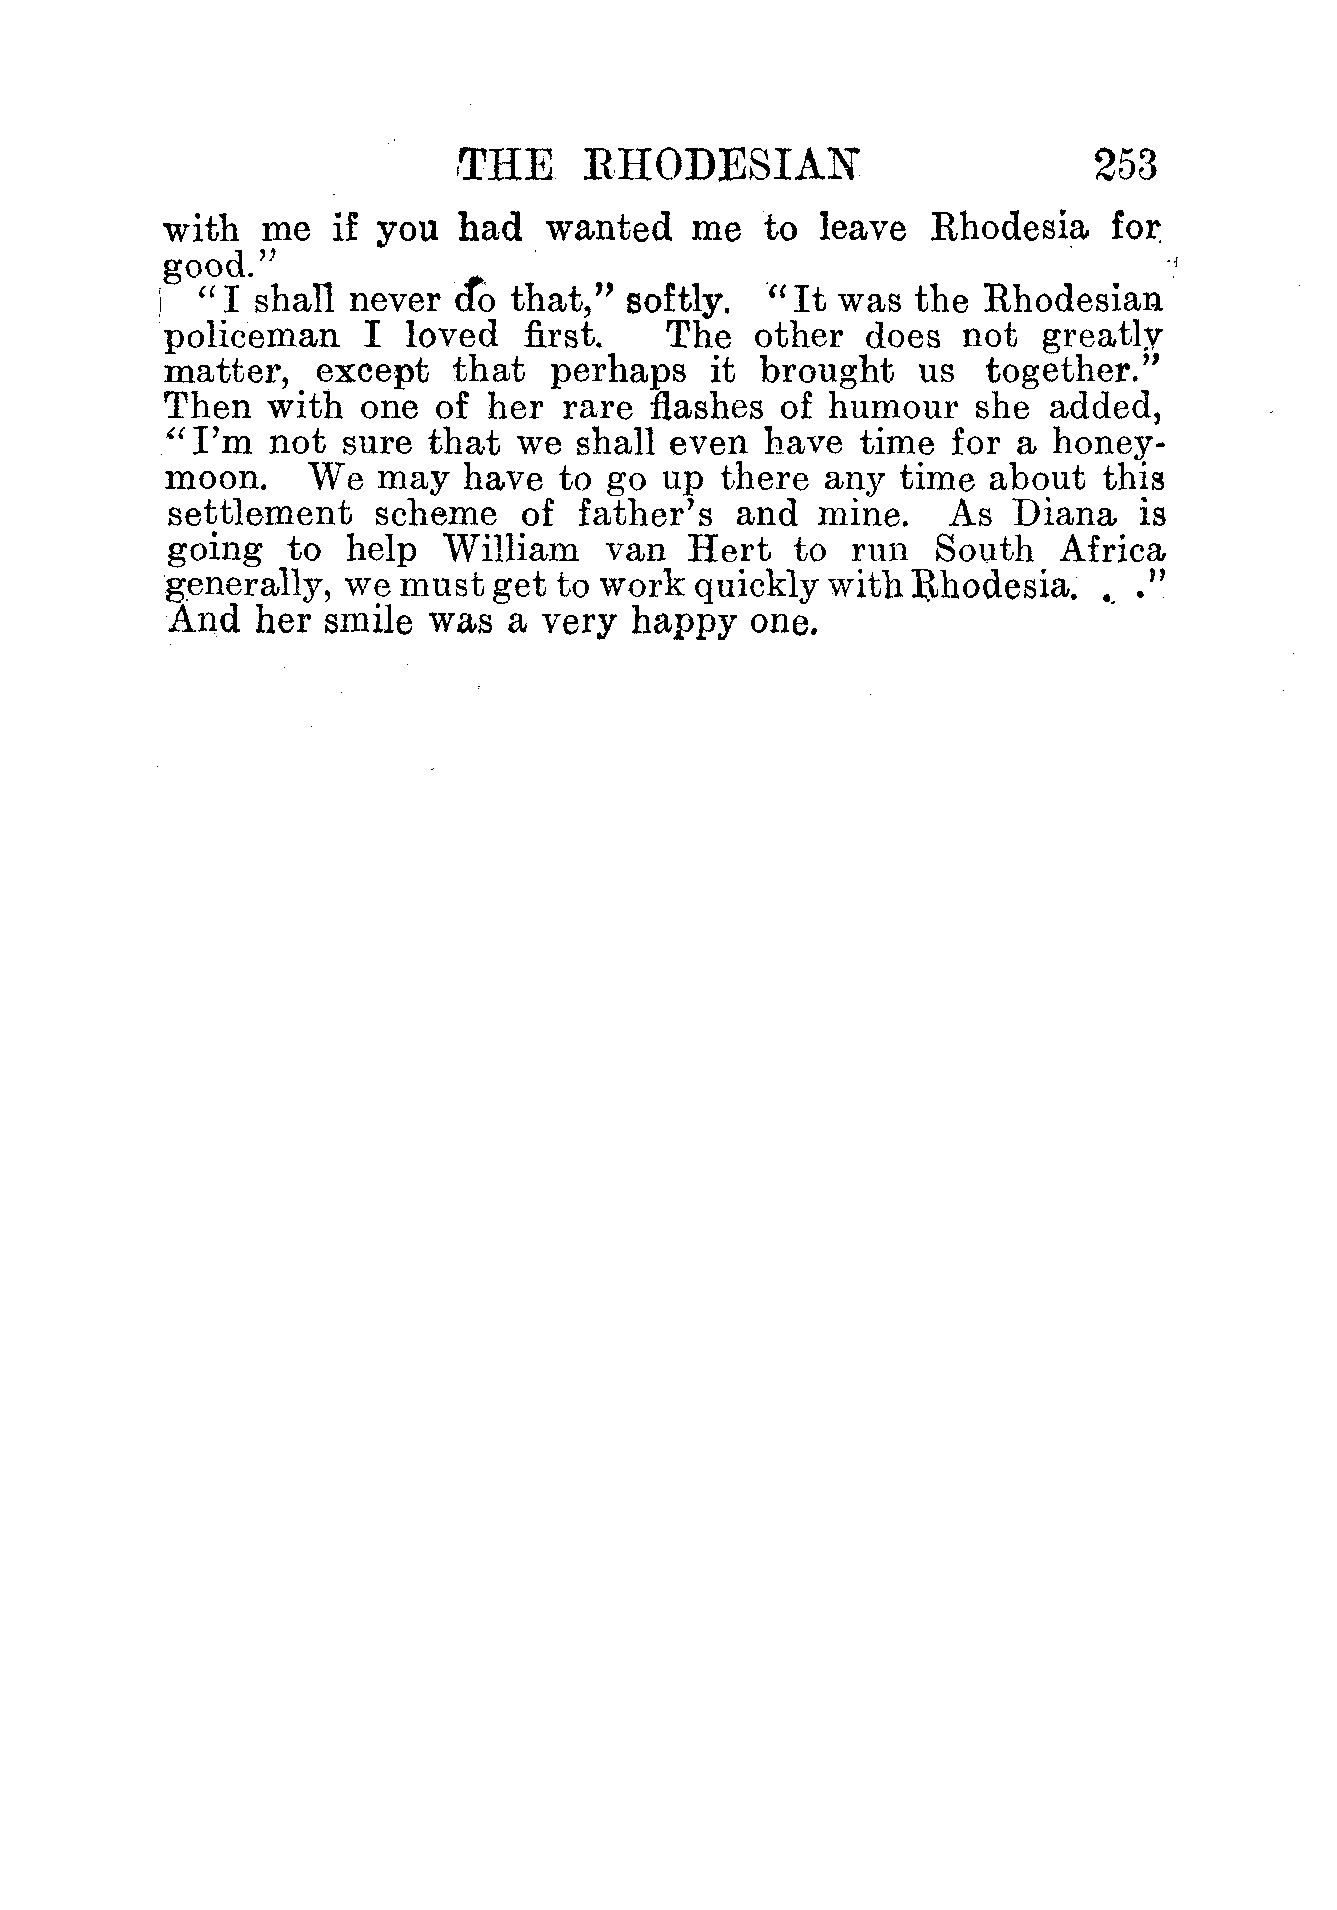 THE RHODESIAN 253
with me if you had wanted me to leave Rhodesia for
good."
"I shall never do that," softly. "It was the Rhodesian
policeman I loved first. The other does not greatly
matter, except that perhaps it brought us together."
Then with one of her rare flashes of humour she added,
"I'm not sure that we shall even have time for a honey-
moon. We may have to go up there any time about this
settlement scheme of father's and mine. As Diana is
going to help William van Hert to run South Africa
generally, we must get to work quickly with Rhodesia. . ."
And her smile was a very happy one.